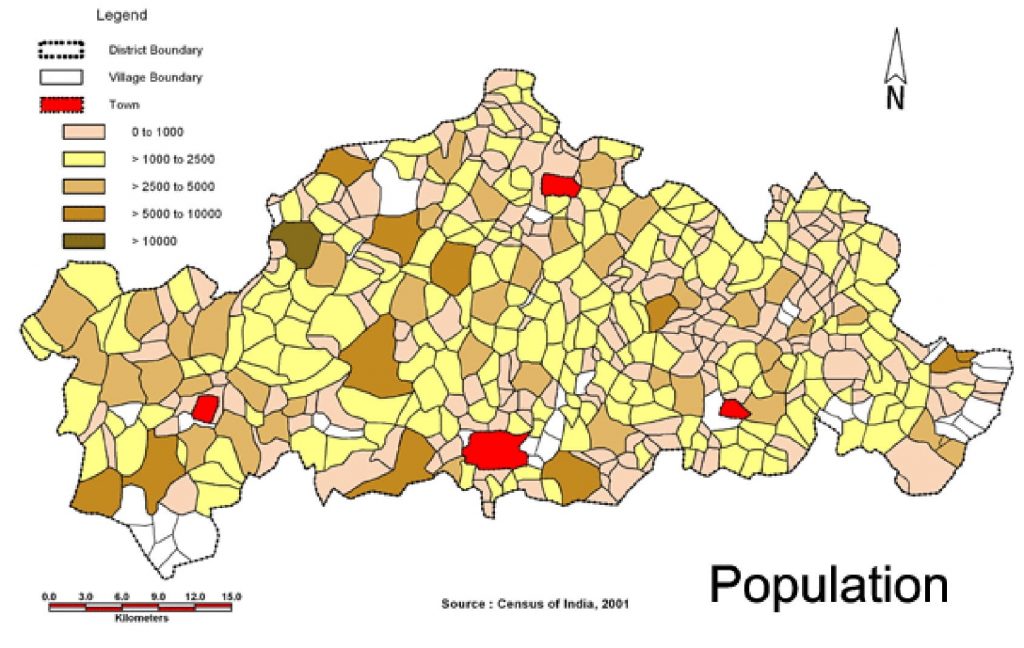 Legend
District Boundary
Village Boundary
Town
0 to 1000
> 1000 to 2500
> 2500 to 5000
> 5000 to 10000
> 10000
N
0.0 3.0 6.0 9.0 12.0 15.0
Kilometers
Source : Census of India, 2001
Population